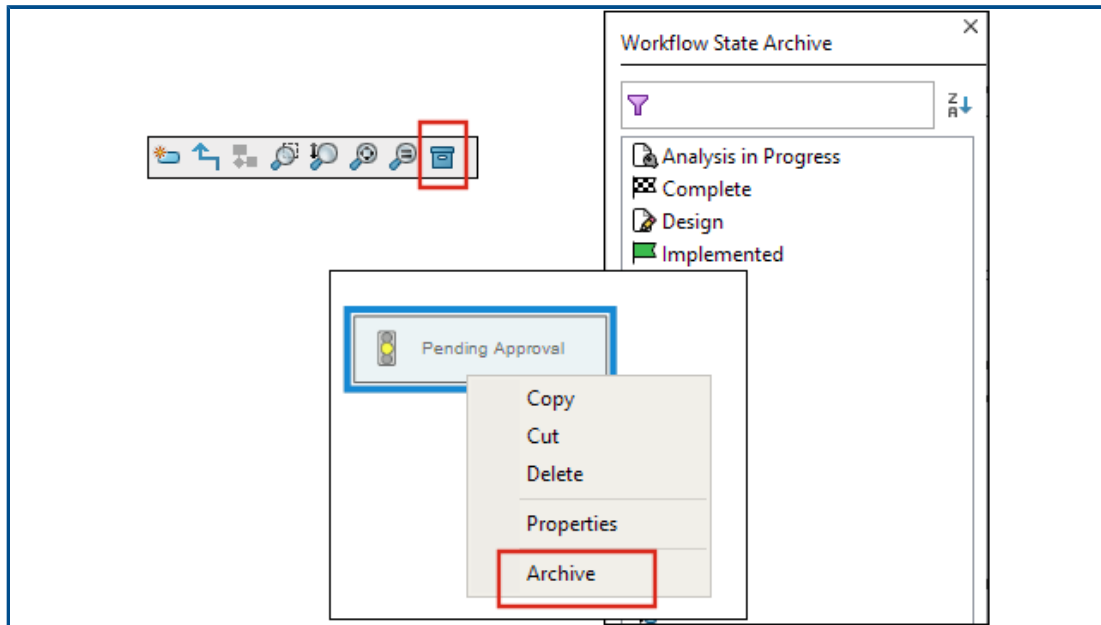 Workflow State Archive
Analysis in Progress
Complete
Design
Implemented
Pending Approval
Copy
Cut
Delete
Properties
Archive